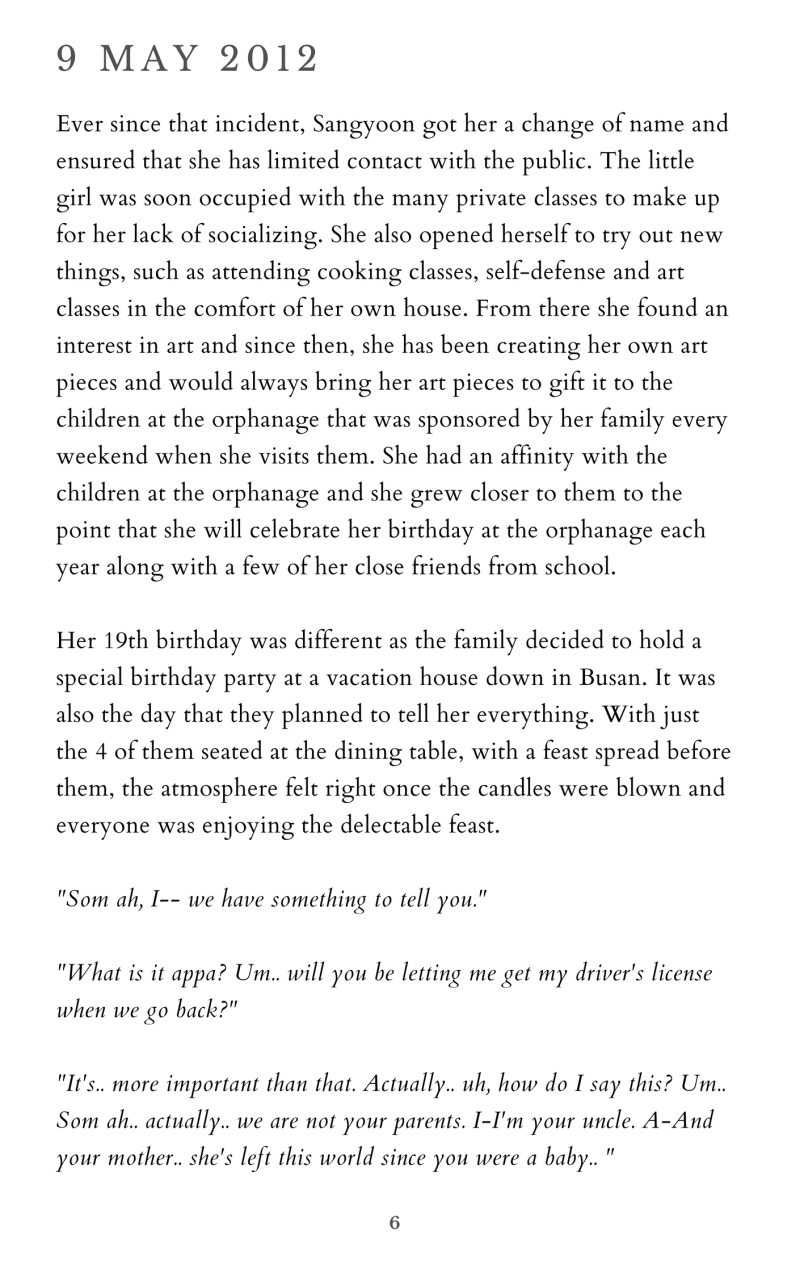 9 MAY 2012
Ever since that incident, Sangyoon got her a change of name and
ensured that she has limited contact with the public. The little
girl was soon occupied with the many private classes to make up
for her lack of socializing. She also opened herself to try out new
things, such as attending cooking classes, self-defense and art
classes in the comfort of her own house. From there she found an
interest in art and since then, she has been creating her own art
pieces and would always bring her art pieces to gift it to the
children at the orphanage that was sponsored by her family every
weekend when she visits them. She had an affinity with the
children at the orphanage and she grew closer to them to the
point that she will celebrate her birthday at the orphanage each
year along with a few of her close friends from school.
Her 19th birthday was different as the family decided to hold a
special birthday party at a vacation house down in Busan. It was
also the day that they planned to tell her everything. With just
the 4 of them seated at the dining table, with a feast spread before
them, the atmosphere felt right once the candles were blown and
everyone was enjoying the delectable feast.
"Som ah, I-- we have something to tell you."
"What is it appa? Um.. will you be letting me get my driver's license
when we go back?"
"It's.. more important than that. Actually.. uh, how do I say this? Um..
Som ah.. actually.. we are not your parents. I-I'm your uncle. A-And
your mother.. she's left this world since you were a baby.. "
6